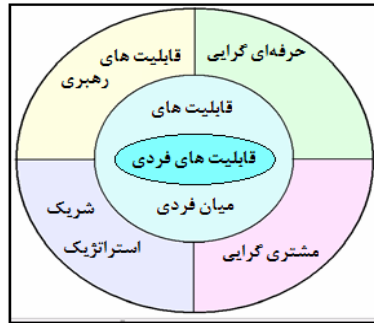 حرفه‌ای گرایی
قابلیت های
رهبری
قابلیت های
قابلیت های فردی
میان فردی
شریک
استراتژیک
مشتری گرایی